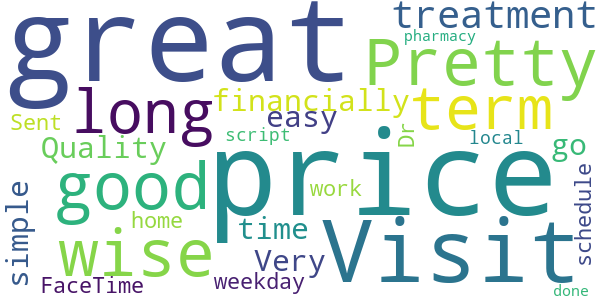 great
treatment
pharmacy
Pretty
long
financially
term
Sent
easy
script
Dr
local
Quality
go
price
good
work
schedule
simple
home
time
wise
Very
Visit
FaceTime
weekday
done